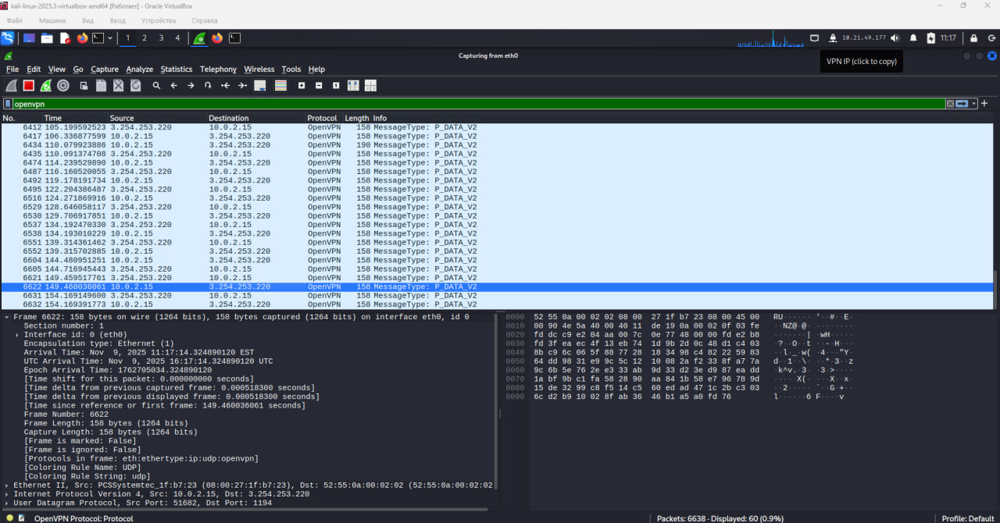 kali-linux-2025.3-virtualbox-amd64 [Работает] - Oracle VirtualBox
Файл Машина Вид Ввод Устройства Справка
1 2 3 4 10.21.49.177 11:17
Capturing from eth0
VPN IP (click to copy)
File Edit View Go Capture Analyze Statistics Telephony Wireless Tools Help
openvpn
No. Time Source Destination Protocol Length Info
6412 105.199592523 3.254.253.220 10.0.2.15 OpenVPN 158 MessageType: P_DATA_V2
6417 106.336877599 10.0.2.15 3.254.253.220 OpenVPN 158 MessageType: P_DATA_V2
6434 110.079923886 10.0.2.15 3.254.253.220 OpenVPN 190 MessageType: P_DATA_V2
6435 110.091374708 3.254.253.220 10.0.2.15 OpenVPN 158 MessageType: P_DATA_V2
6474 114.239529890 10.0.2.15 3.254.253.220 OpenVPN 158 MessageType: P_DATA_V2
6487 116.160520055 3.254.253.220 10.0.2.15 OpenVPN 158 MessageType: P_DATA_V2
6492 119.178191734 10.0.2.15 3.254.253.220 OpenVPN 158 MessageType: P_DATA_V2
6495 122.204386487 3.254.253.220 10.0.2.15 OpenVPN 158 MessageType: P_DATA_V2
6516 124.271869916 10.0.2.15 3.254.253.220 OpenVPN 158 MessageType: P_DATA_V2
6529 128.646058117 3.254.253.220 10.0.2.15 OpenVPN 158 MessageType: P_DATA_V2
6530 129.706917851 10.0.2.15 3.254.253.220 OpenVPN 158 MessageType: P_DATA_V2
6537 134.192470330 3.254.253.220 10.0.2.15 OpenVPN 158 MessageType: P_DATA_V2
6538 134.193010229 10.0.2.15 3.254.253.220 OpenVPN 158 MessageType: P_DATA_V2
6551 139.314361462 3.254.253.220 10.0.2.15 OpenVPN 158 MessageType: P_DATA_V2
6552 139.315702885 10.0.2.15 3.254.253.220 OpenVPN 158 MessageType: P_DATA_V2
6604 144.480951251 10.0.2.15 3.254.253.220 OpenVPN 158 MessageType: P_DATA_V2
6605 144.716945443 3.254.253.220 10.0.2.15 OpenVPN 158 MessageType: P_DATA_V2
6621 149.459517761 3.254.253.220 10.0.2.15 OpenVPN 158 MessageType: P_DATA_V2
6622 149.460036061 10.0.2.15 3.254.253.220 OpenVPN 158 MessageType: P_DATA_V2
6631 154.169149600 3.254.253.220 10.0.2.15 OpenVPN 158 MessageType: P_DATA_V2
6632 154.169391773 10.0.2.15 3.254.253.220 OpenVPN 158 MessageType: P_DATA_V2
Frame 6622: 158 bytes on wire (1264 bits), 158 bytes captured (1264 bits) on interface eth0, id 0
Section number: 1
Interface id: 0 (eth0)
Encapsulation type: Ethernet (1)
Arrival Time: Nov 9, 2025 11:17:14.324890120 EST
UTC Arrival Time: Nov 9, 2025 16:17:14.324890120 UTC
Epoch Arrival Time: 1762705034.324890120
[Time shift for this packet: 0.000000000 seconds]
[Time delta from previous captured frame: 0.000518300 seconds]
[Time delta from previous displayed frame: 0.000518300 seconds]
[Time since reference or first frame: 149.460036061 seconds]
Frame Number: 6622
Frame Length: 158 bytes (1264 bits)
Capture Length: 158 bytes (1264 bits)
[Frame is marked: False]
[Frame is ignored: False]
[Protocols in frame: eth:ethertype:ip:udp:openvpn]
[Coloring Rule Name: UDP]
[Coloring Rule String: udp]
Ethernet II, Src: PCSSystemtec_1f:b7:23 (08:00:27:1f:b7:23), Dst: 52:55:0a:00:02:02 (52:55:0a:00:02:02
Internet Protocol Version 4, Src: 10.0.2.15, Dst: 3.254.253.220
User Datagram Protocol, Src Port: 51682, Dst Port: 1194
0000 52 55 0a 00 02 02 08 00 27 1f b7 23 08 00 45 00 RU······ '··#··E·
0010 00 90 4e 5a 40 00 40 11 de 19 0a 00 02 0f 03 fe ··NZ@·@· ········
0020 fd dc c9 e2 04 aa 00 7c 0e 77 48 00 00 fd e2 b8 ·······| ·wH·····
0030 fd 3f ea ec 4f 13 eb 74 1d 9b 2d 0c 48 d1 c4 03 ·?··O··t ··-·H···
0040 8b c9 6c 06 5f 88 77 28 18 34 98 c4 82 22 59 83 ··l·_·w( ·4···"Y·
0050 64 dd 98 31 e9 9c 5c 12 10 08 2a f2 33 8f a7 7a d··1··\· ··*·3··z
0060 9c 6b 5e 76 2e e3 33 ab 9d 33 d2 3e d9 87 ea dd ·k^v.·3· ·3·>····
0070 1a bf 9b c1 fa 58 28 90 aa 84 1b 58 e7 96 78 9d ·····X(· ···X··x·
0080 15 de 32 99 c8 f5 14 c5 60 ed ad 47 1c 2b c3 03 ··2····· `··G·+··
0090 6c d2 b9 10 02 8f ab 36 46 b1 a5 a0 fd 76 l······6 F····v
OpenVPN Protocol: Protocol Packets: 6638 · Displayed: 60 (0.9%) Profile: Default